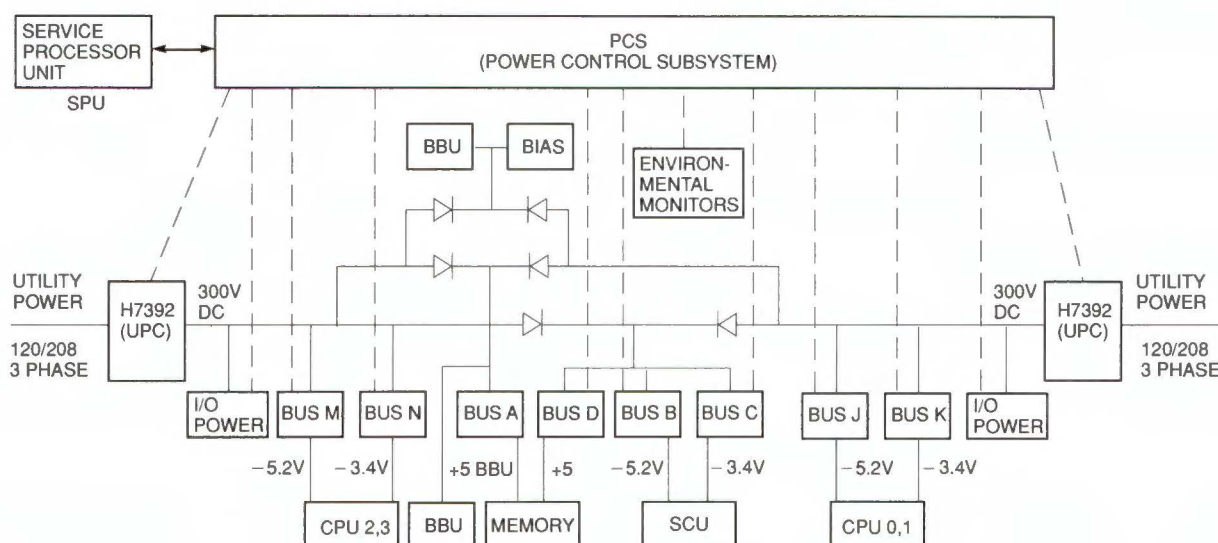 SERVICE
PROCESSOR
UNIT
SPU
PCS
(POWER CONTROL SUBSYSTEM)
BBU
BIAS
ENVIRON-
MENTAL
MONITORS
UTILITY
POWER
120/208
3 PHASE
H7392
(UPC)
300V
DC
300V
DC
H7392
(UPC)
UTILITY
POWER
120/208
3 PHASE
I/O
POWER
BUS M
BUS N
BUS A
BUS D
BUS B
BUS C
BUS J
BUS K
I/O
POWER
−5.2V
−3.4V
+5 BBU
+5
−5.2V
−3.4V
−5.2V
−3.4V
CPU 2,3
BBU
MEMORY
SCU
CPU 0,1